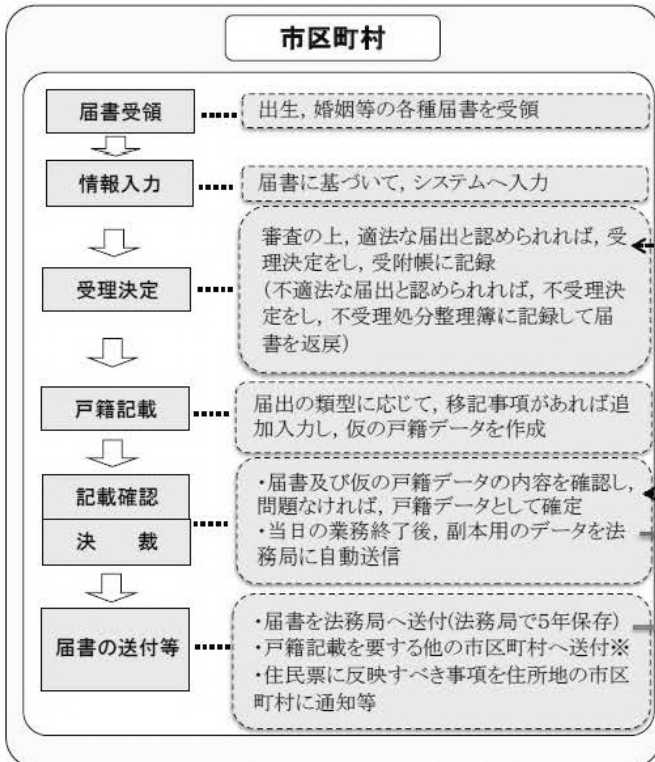 市区町村
届書受領
出生，婚姻等の各種届書を受領
情報入力
届書に基づいて，システムへ入力
受理決定
審査の上，適法な届出と認められれば，受
理決定をし，受附帳に記録
（不適法な届出と認められれば，不受理決
定をし，不受理処分整理簿に記録して届
書を返戻）
戸籍記載
届出の類型に応じて，移記事項があれば追
加入力し，仮の戸籍データを作成
記載確認
決　裁
・届書及び仮の戸籍データの内容を確認し，
問題なければ，戸籍データとして確定
・当日の業務終了後，副本用のデータを法
務局に自動送信
届書の送付等
・届書を法務局へ送付(法務局で5年保存)
・戸籍記載を要する他の市区町村へ送付※
・住民票に反映すべき事項を住所地の市区
町村に通知等